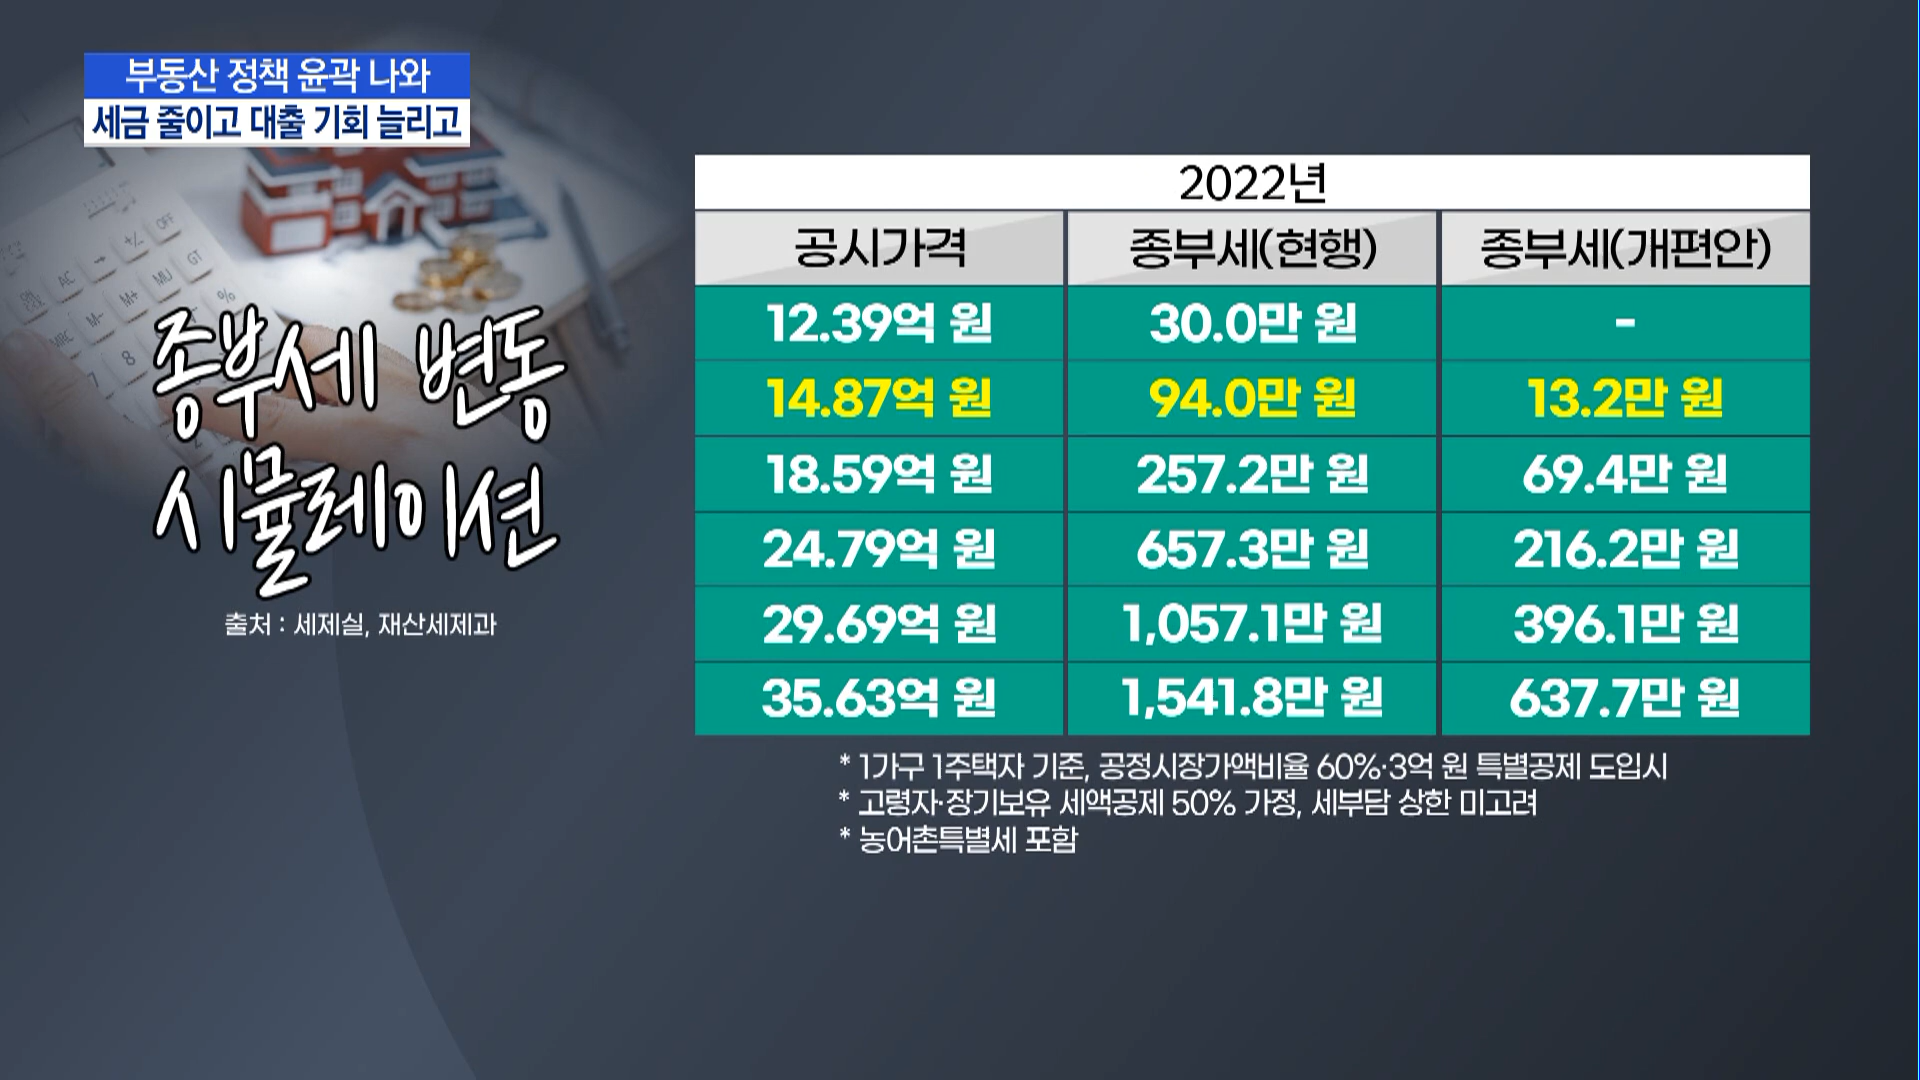 부동산 정책 윤곽 나와
세금 줄이고 대출 기회 늘리고
종부세 변동
시뮬레이션
출처 : 세제실, 재산세제과
2022년
공시가격 종부세(현행) 종부세(개편안)
12.39억 원 30.0만 원 -
14.87억 원 94.0만 원 13.2만 원
18.59억 원 257.2만 원 69.4만 원
24.79억 원 657.3만 원 216.2만 원
29.69억 원 1,057.1만 원 396.1만 원
35.63억 원 1,541.8만 원 637.7만 원
* 1가구 1주택자 기준, 공정시장가액비율 60%·3억 원 특별공제 도입시
* 고령자·장기보유 세액공제 50% 가정, 세부담 상한 미고려
* 농어촌특별세 포함
OFF
+/-
GT
AC
MU
M+
%
M-
MRC
8
7